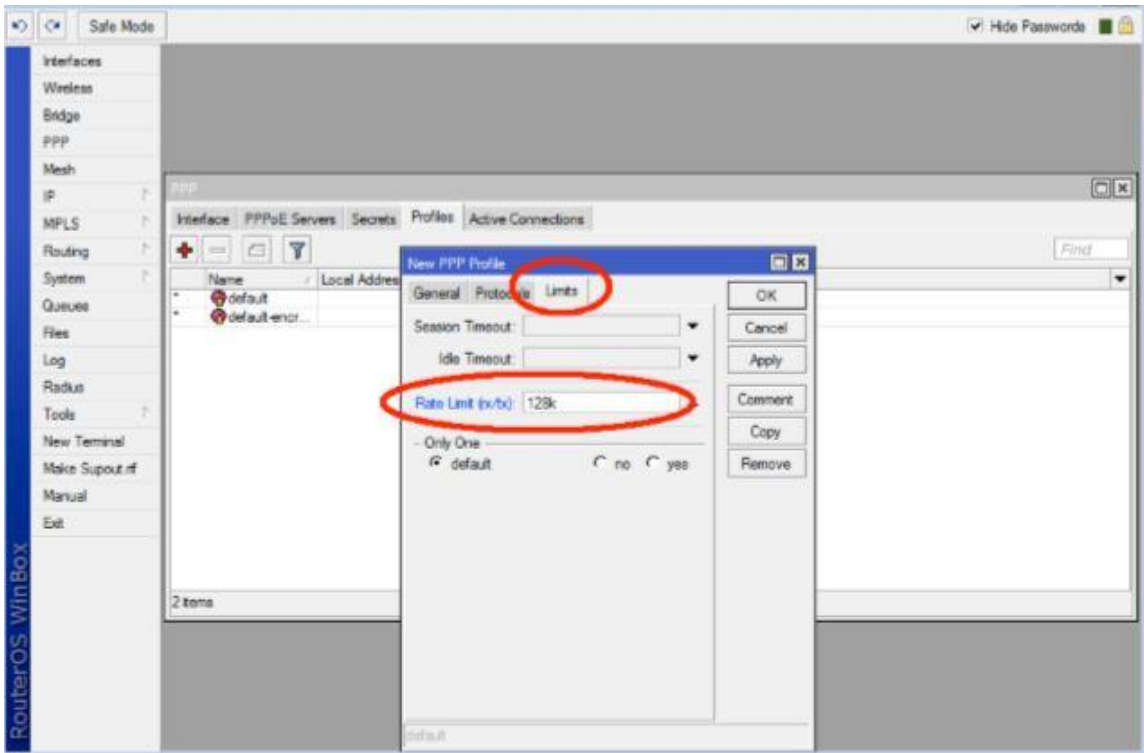 Safe Mode
Hide Passwords
Interfaces
Wireless
Bridge
PPP
Mesh
IP
MPLS
Routing
System
Queues
Files
Log
Radius
Tools
New Terminal
Make Supout.rif
Manual
Exit
RouterOS WinBox
PPP
Interface PPPoE Servers Secrets Profiles Active Connections
Find
Name / Local Addres
* default
* default-encr...
2 items
New PPP Profile
General Protocols Limits
Session Timeout:
Idle Timeout:
Rate Limit (rx/tx): 128k
Only One
default no yes
OK
Cancel
Apply
Comment
Copy
Remove
default